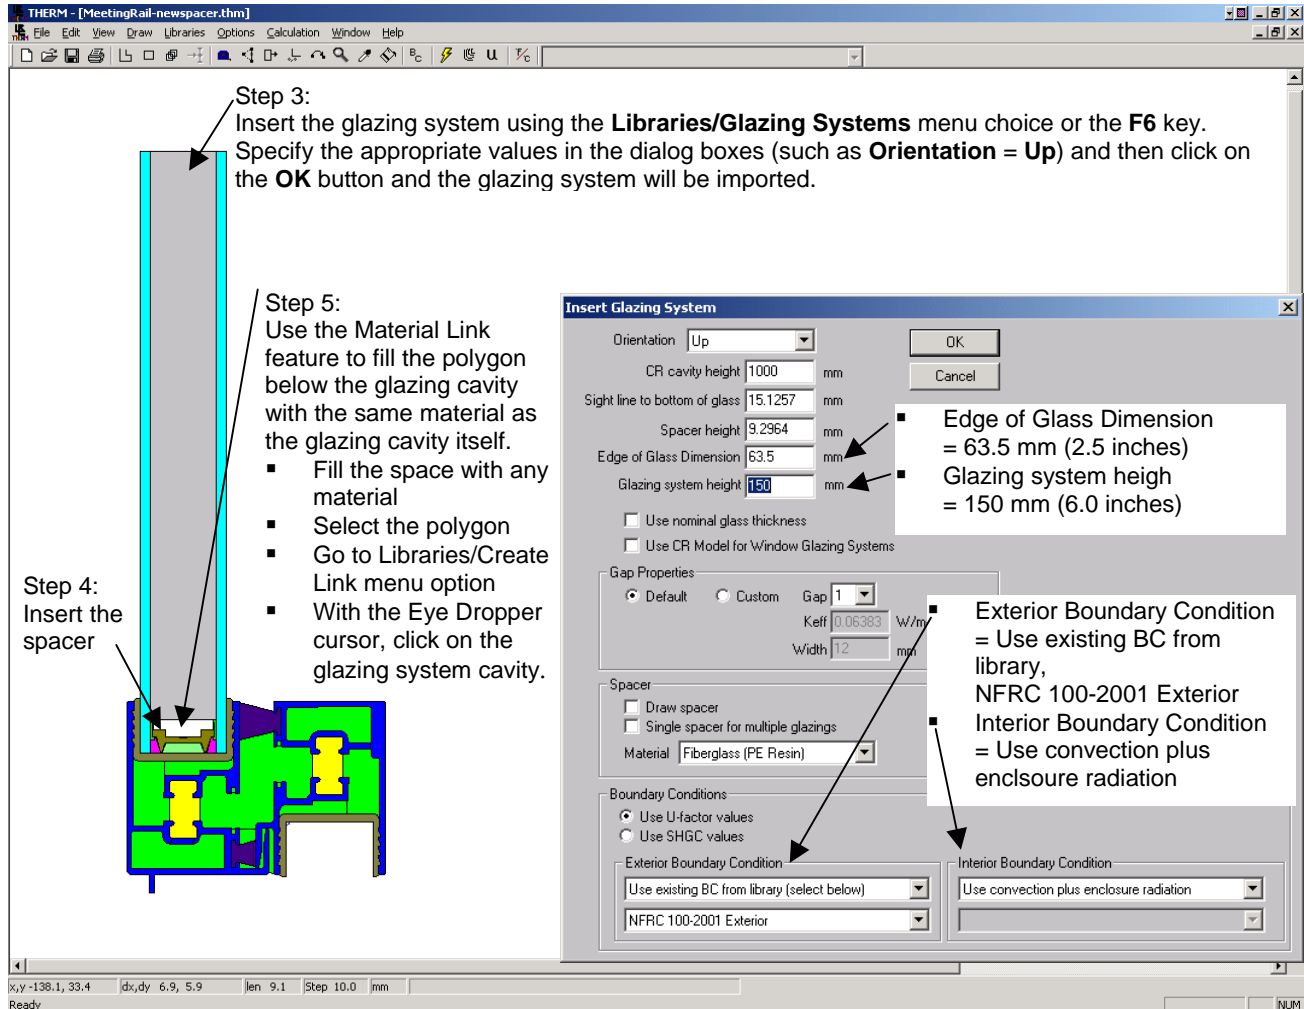 THERM - [MeetingRail-newspacer.thm]
File Edit View Draw Libraries Options Calculation Window Help
Step 3:
Insert the glazing system using the Libraries/Glazing Systems menu choice or the F6 key.
Specify the appropriate values in the dialog boxes (such as Orientation = Up) and then click on
the OK button and the glazing system will be imported.
Step 5:
Use the Material Link
feature to fill the polygon
below the glazing cavity
with the same material as
the glazing cavity itself.
▪ Fill the space with any
material
▪ Select the polygon
▪ Go to Libraries/Create
Link menu option
▪ With the Eye Dropper
cursor, click on the
glazing system cavity.
Step 4:
Insert the
spacer
Insert Glazing System
Orientation Up
OK
CR cavity height 1000 mm
Cancel
Sight line to bottom of glass 15.1257 mm
Spacer height 9.2964 mm
Edge of Glass Dimension 63.5 mm
Glazing system height 150 mm
▪ Edge of Glass Dimension
= 63.5 mm (2.5 inches)
▪ Glazing system heigh
= 150 mm (6.0 inches)
Use nominal glass thickness
Use CR Model for Window Glazing Systems
Gap Properties
Default Custom Gap 1
Keff 0.06383 W/m
Width 12 mm
▪ Exterior Boundary Condition
= Use existing BC from
library,
NFRC 100-2001 Exterior
▪ Interior Boundary Condition
= Use convection plus
enclsoure radiation
Spacer
Draw spacer
Single spacer for multiple glazings
Material Fiberglass (PE Resin)
Boundary Conditions
Use U-factor values
Use SHGC values
Exterior Boundary Condition
Use existing BC from library (select below)
NFRC 100-2001 Exterior
Interior Boundary Condition
Use convection plus enclosure radiation
x,y -138.1, 33.4 dx,dy 6.9, 5.9 len 9.1 Step 10.0 mm
Ready NUM